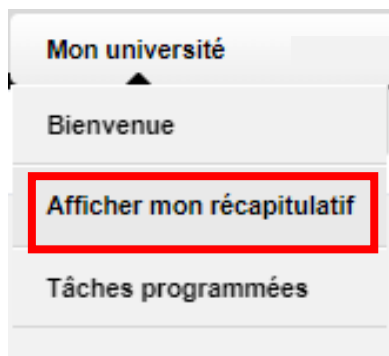 Mon université
Bienvenue
Afficher mon récapitulatif
Tâches programmées